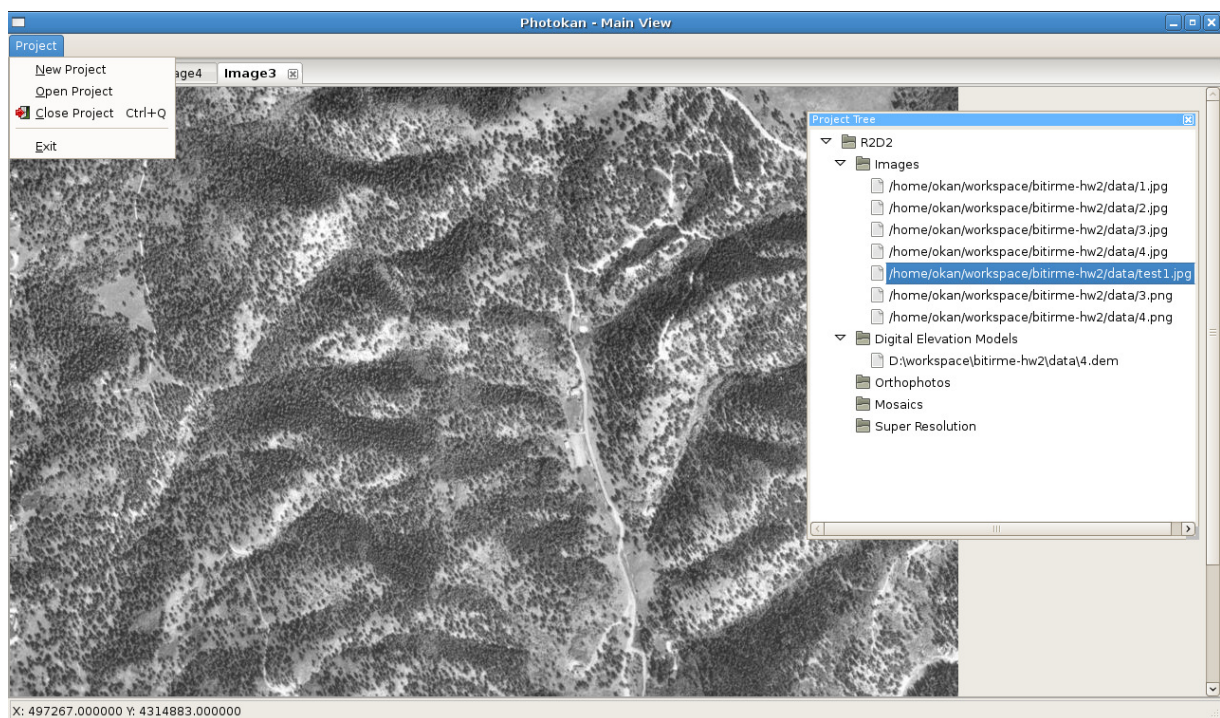 Photokan - Main View
Project
New Project
Open Project
Close Project Ctrl+Q
Exit
Image3
Project Tree
R2D2
Images
/home/okan/workspace/bitirme-hw2/data/1.jpg
/home/okan/workspace/bitirme-hw2/data/2.jpg
/home/okan/workspace/bitirme-hw2/data/3.jpg
/home/okan/workspace/bitirme-hw2/data/4.jpg
/home/okan/workspace/bitirme-hw2/data/test1.jpg
/home/okan/workspace/bitirme-hw2/data/3.png
/home/okan/workspace/bitirme-hw2/data/4.png
Digital Elevation Models
D:\workspace\bitirme-hw2\data\4.dem
Orthophotos
Mosaics
Super Resolution
X: 497267.000000 Y: 4314883.000000